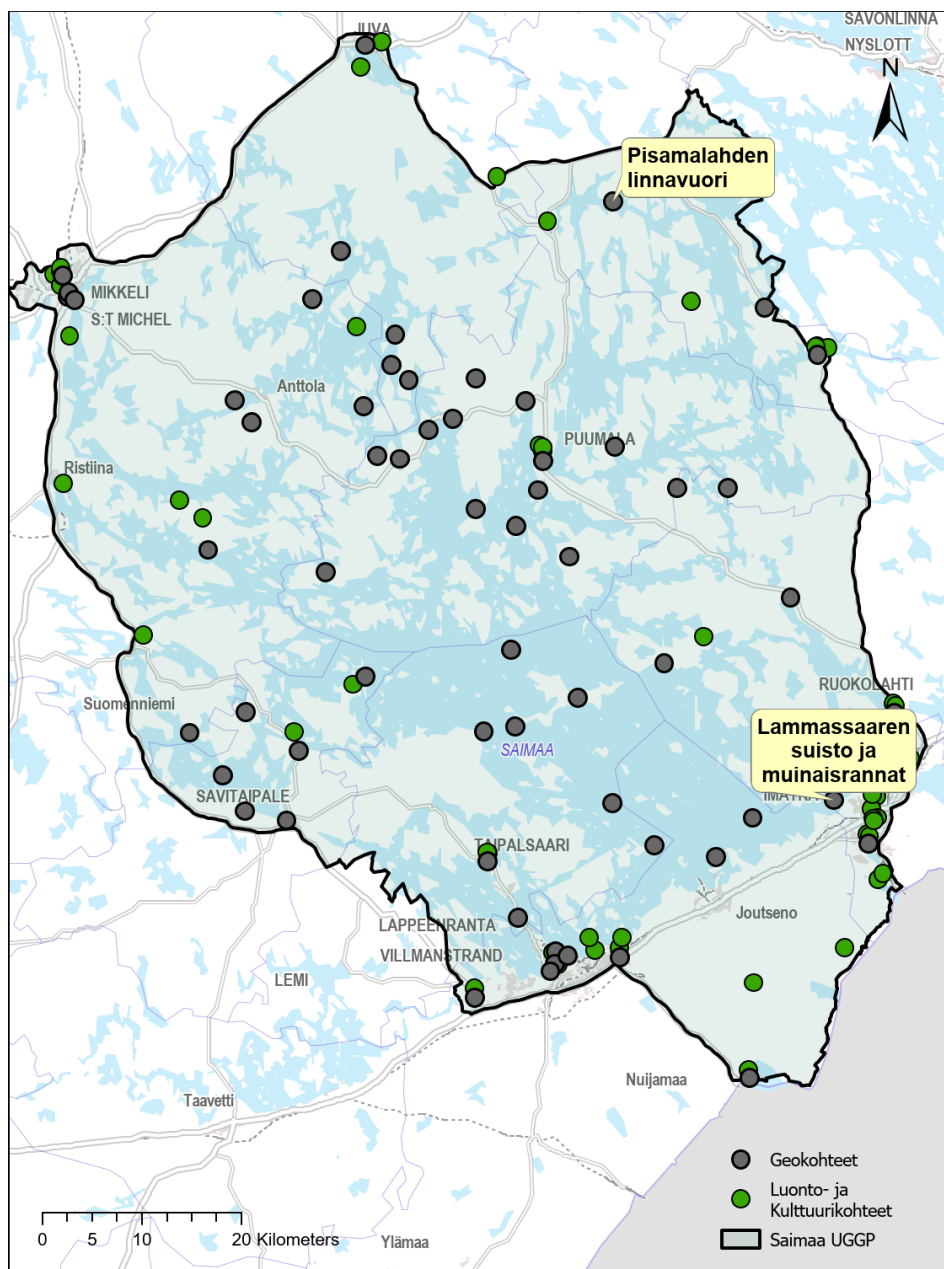 JUVA
SAVONLINNA
NYSLOTT
N
Pisamalahden
linnavuori
MIKKELI
S:T MICHEL
Anttola
PUUMALA
Ristiina
RUOKOLAHTI
Suomenniemi
Lammassaaren
suisto ja
muinaisrannat
SAIMAA
IMATRA
SAVITAIPALE
TAIPALSAARI
Joutseno
LAPPEENRANTA
VILLMANSTRAND
LEMI
Nuijamaa
Taavetti
Geokohteet
Luonto- ja
Kulttuurikohteet
Saimaa UGGP
0 5 10 20 Kilometers
Ylämaa